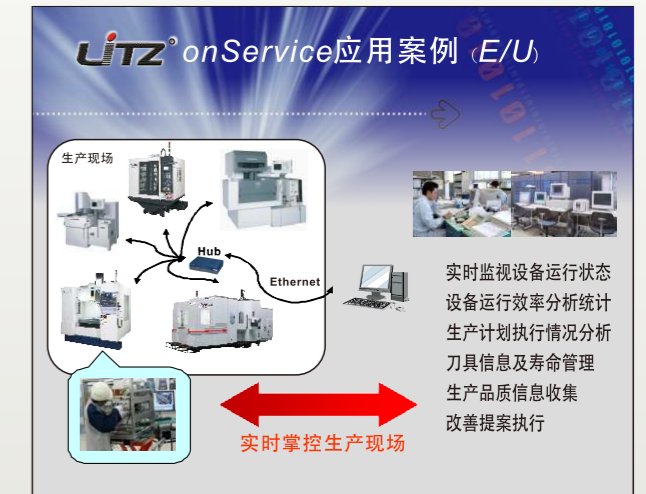 LiTZ® onService应用案例（E/U）
生产现场
Hub
Ethernet
实时监视设备运行状态
设备运行效率分析统计
生产计划执行情况分析
刀具信息及寿命管理
生产品质信息收集
改善提案执行
实时掌控生产现场